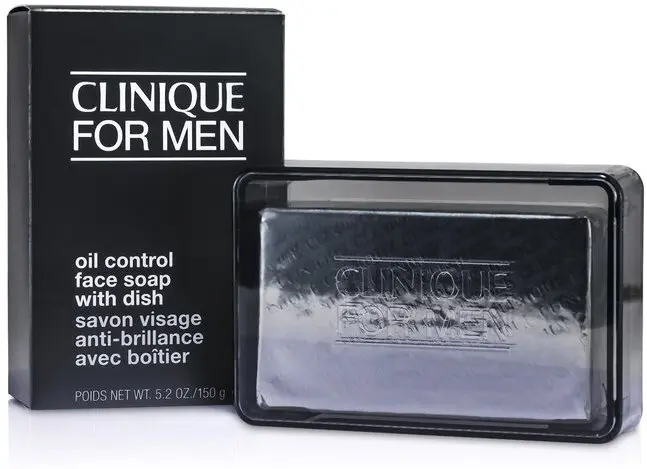 CLINIQUE
FOR MEN
oil control
face soap
with dish
savon visage
anti-brillance
avec boîtier
POIDS NET WT. 5.2 OZ./150 g
CLINIQUE
FOR MEN